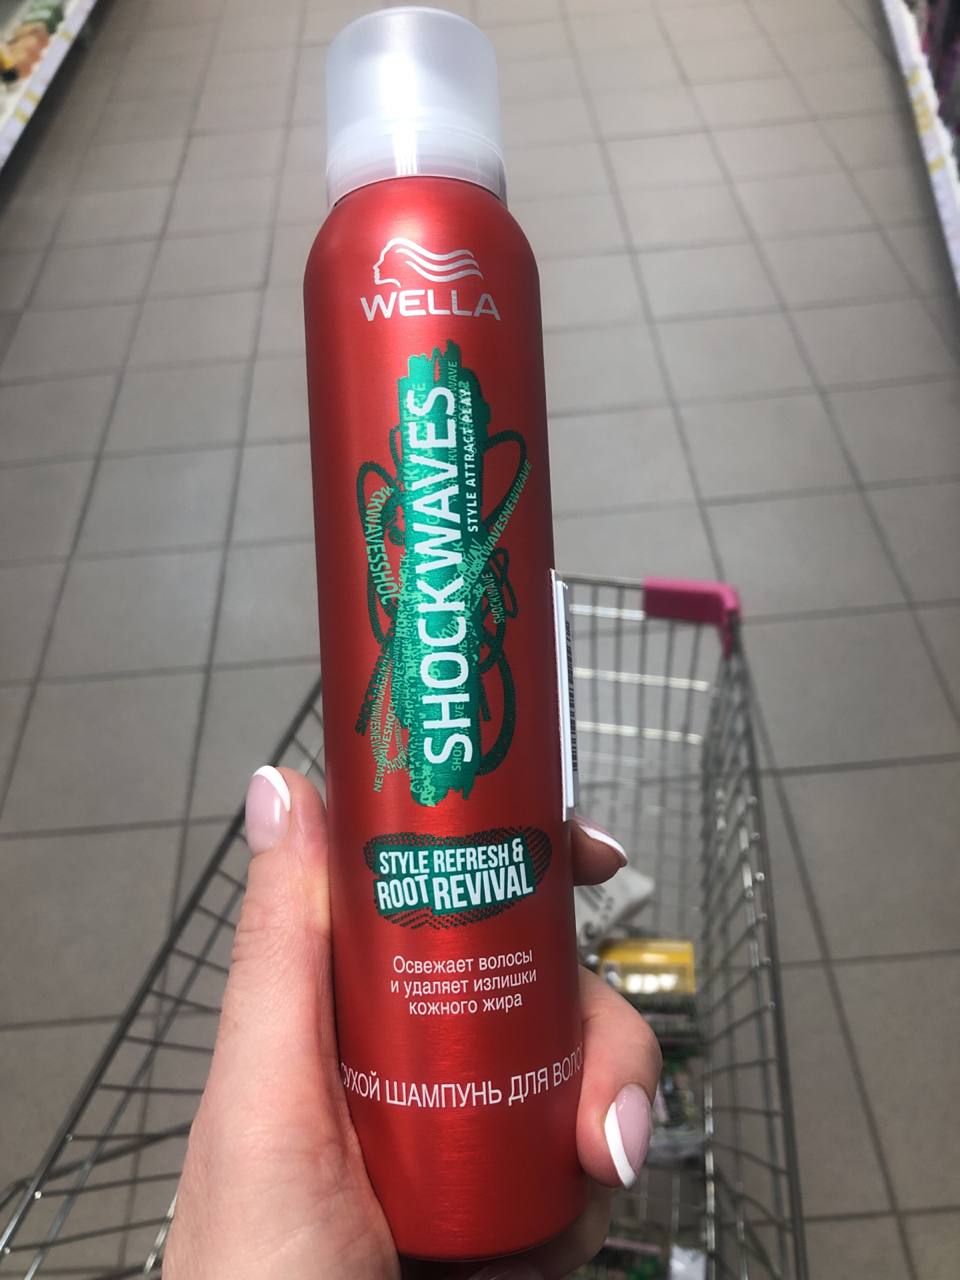 WELLA
SHOCKWAVES
STYLE ATTRACT PLAY
STYLE REFRESH &
ROOT REVIVAL
Освежает волосы
и удаляет излишки
кожного жира
СУХОЙ ШАМПУНЬ ДЛЯ ВОЛО